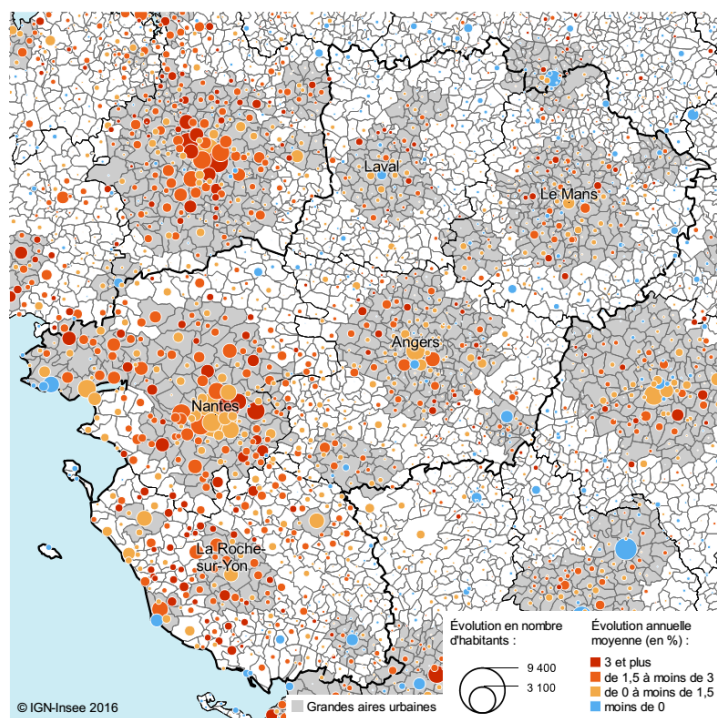 Laval
Le Mans
Angers
Nantes
La Roche-
sur-Yon
Évolution en nombre
d'habitants :
9 400
3 100
Évolution annuelle
moyenne (en %) :
3 et plus
de 1,5 à moins de 3
de 0 à moins de 1,5
moins de 0
© IGN-Insee 2016
Grandes aires urbaines